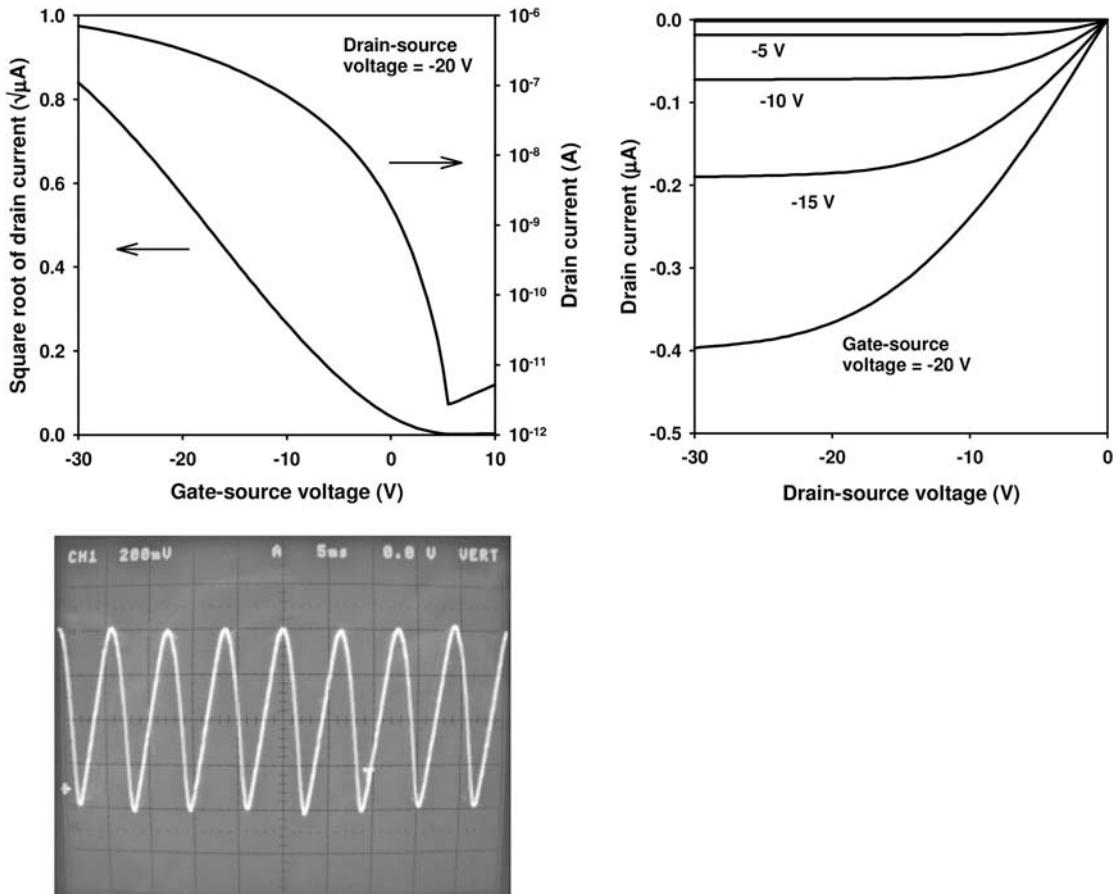 Square root of drain current (√μA)
1.0
0.8
0.6
0.4
0.2
0.0
Drain-source
voltage = -20 V
10-6
10-7
10-8
10-9
10-10
10-11
10-12
Drain current (A)
-30 -20 -10 0 10
Gate-source voltage (V)
Drain current (μA)
0.0
-0.1
-0.2
-0.3
-0.4
-0.5
-5 V
-10 V
-15 V
Gate-source
voltage = -20 V
-30 -20 -10 0
Drain-source voltage (V)
CH1 200mV A 5ms 0.0 V VERT